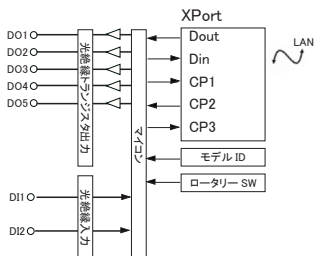 XPort
Dout
Din
CP1
CP2
CP3
LAN
DO1
DO2
DO3
DO4
DO5
光絶縁トランジスタ出力
マイコン
モデル ID
ロータリー SW
DI1
DI2
光絶縁入力